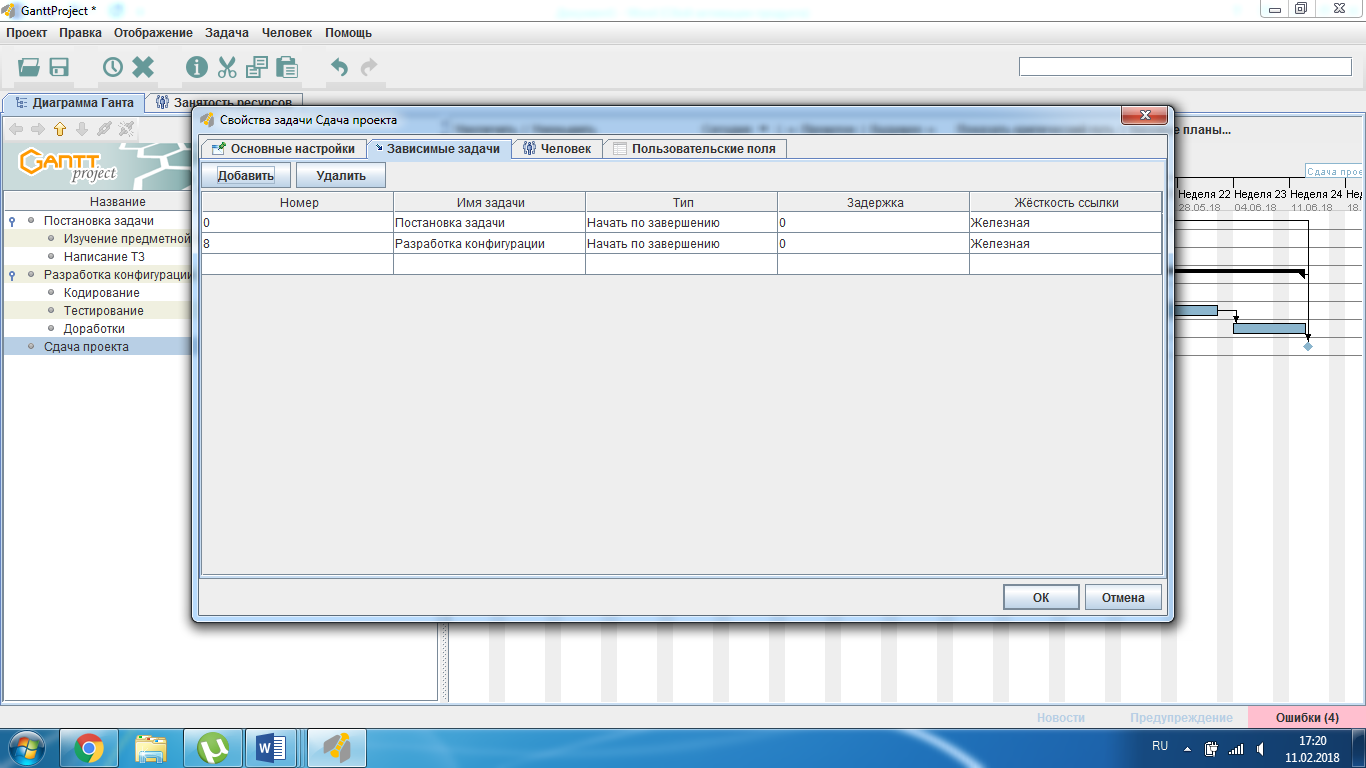 GanttProject *
Проект Правка Отображение Задача Человек Помощь
Диаграмма Ганта Занятость ресурсов
Свойства задачи Сдача проекта
е планы...
Основные настройки Зависимые задачи Человек Пользовательские поля
Добавить Удалить
GANTT project
Сдача прое
Название
Номер Имя задачи Тип Задержка Жёсткость ссылки
Неделя 22 Неделя 23 Неделя 24 Нед
28.05.18 04.06.18 11.06.18 18.
Постановка задачи
0 Постановка задачи Начать по завершению 0 Железная
Изучение предметной
8 Разработка конфигурации Начать по завершению 0 Железная
Написание ТЗ
Разработка конфигурации
Кодирование
Тестирование
Доработки
Сдача проекта
ОК Отмена
Новости Предупреждение Ошибки (4)
RU 17:20
11.02.2018